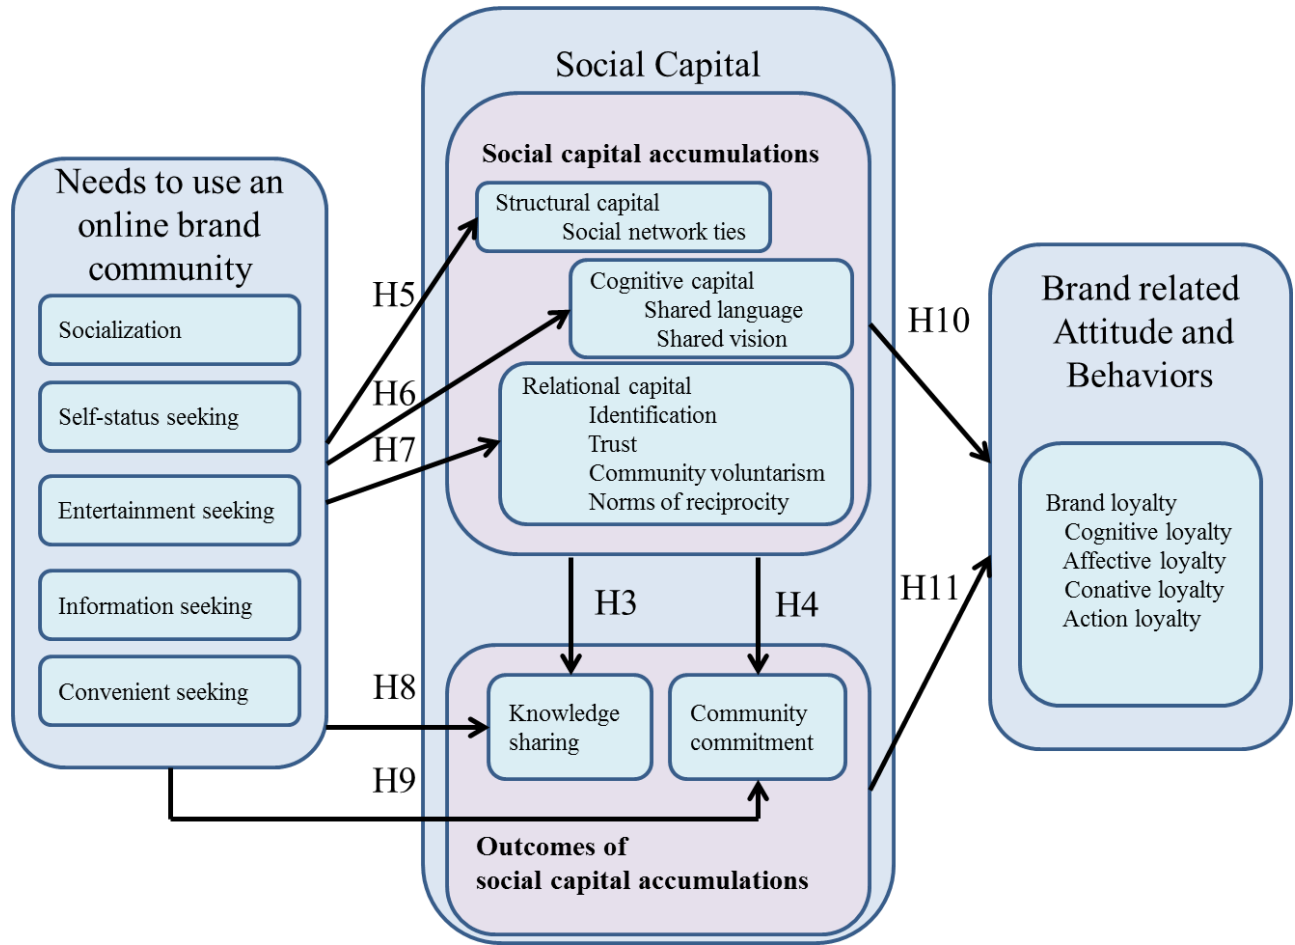 Needs to use an
online brand
community
Socialization
Self-status seeking
Entertainment seeking
Information seeking
Convenient seeking
H5
H6
H7
H8
H9
Social Capital
Social capital accumulations
Structural capital
Social network ties
Cognitive capital
Shared language
Shared vision
Relational capital
Identification
Trust
Community voluntarism
Norms of reciprocity
H3
H4
Knowledge
sharing
Community
commitment
Outcomes of
social capital accumulations
H10
H11
Brand related
Attitude and
Behaviors
Brand loyalty
Cognitive loyalty
Affective loyalty
Conative loyalty
Action loyalty